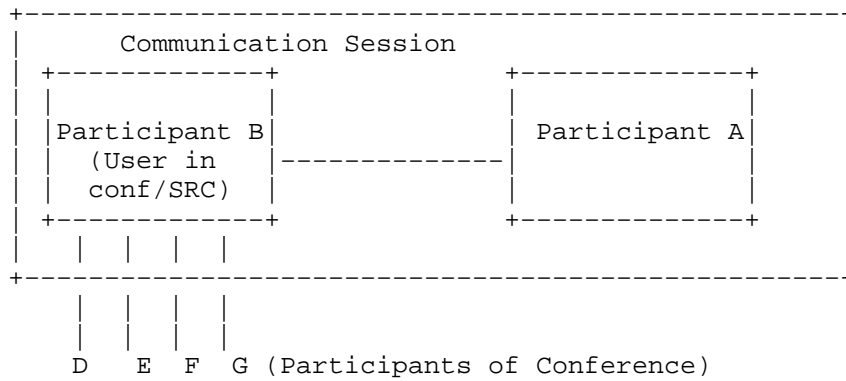 Communication Session
Participant B
Participant A
(User in
conf/SRC)
D E F G (Participants of Conference)